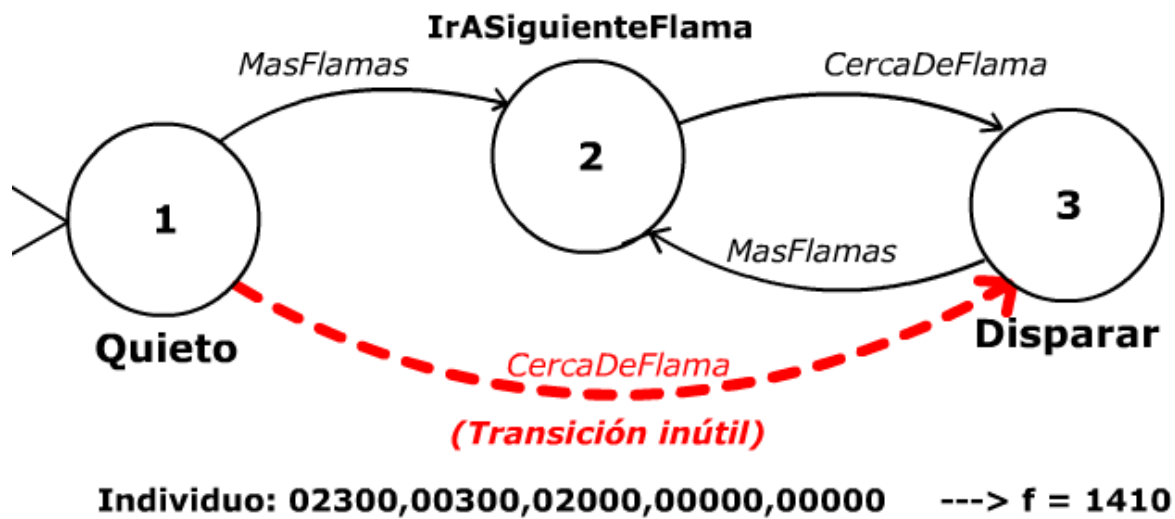 IrASiguienteFlama
MasFlamas
CercaDeFlama
1
2
3
MasFlamas
Quieto
Disparar
CercaDeFlama
(Transición inútil)
Individuo: 02300,00300,02000,00000,00000 ---> f = 1410